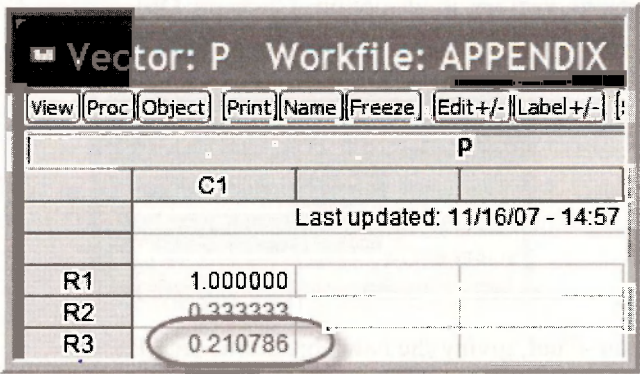 Vector: P Workfile: APPENDIX
View Proc Object Print Name Freeze Edit+/- Label+/-
P
C1
Last updated: 11/16/07 - 14:57
R1 1.000000
R2 0.333333
R3 0.210786